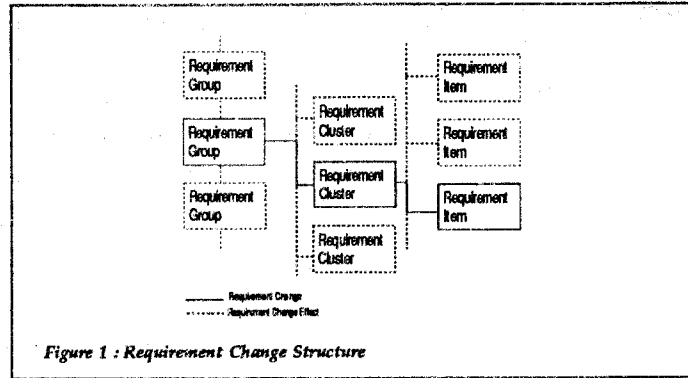 Requirement
Group
Requirement
Group
Requirement
Group
Requirement
Cluster
Requirement
Cluster
Requirement
Cluster
Requirement
Item
Requirement
Item
Requirement
Item
Requirement Change
Requirement Change Effect
Figure 1 : Requirement Change Structure